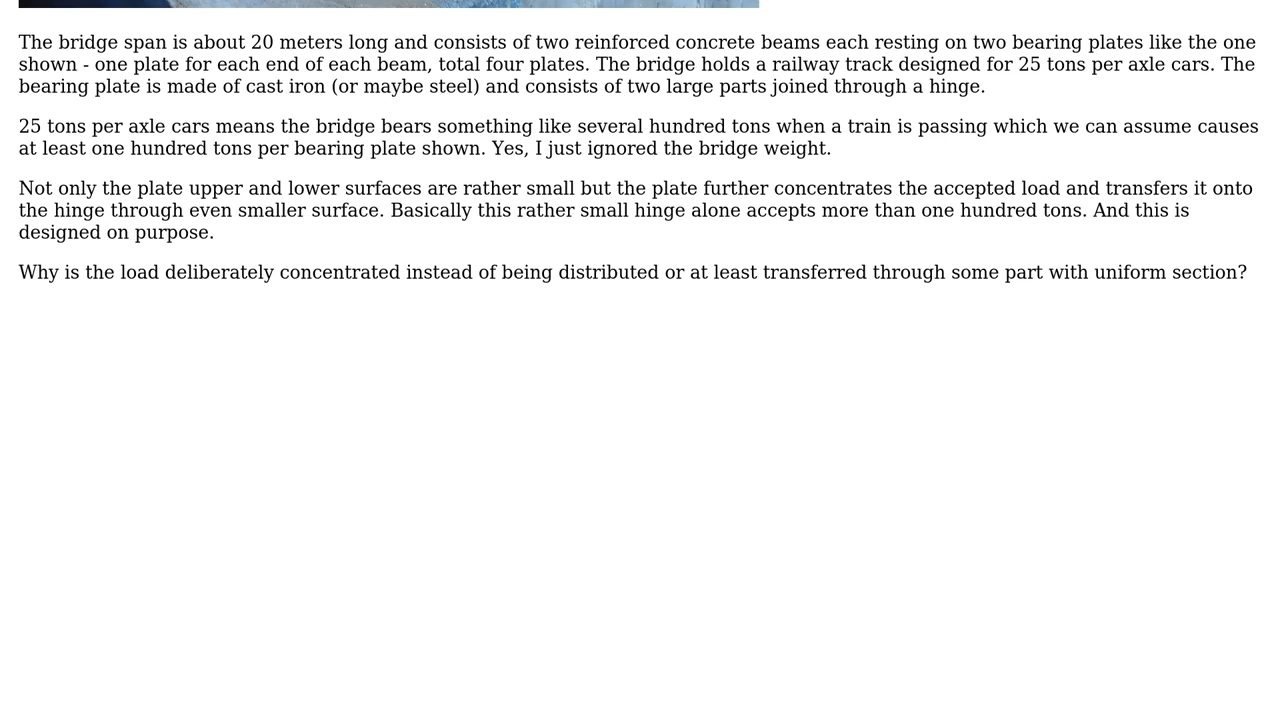 The bridge span is about 20 meters long and consists of two reinforced concrete beams each resting on two bearing plates like the one
shown - one plate for each end of each beam, total four plates. The bridge holds a railway track designed for 25 tons per axle cars. The
bearing plate is made of cast iron (or maybe steel) and consists of two large parts joined through a hinge.
25 tons per axle cars means the bridge bears something like several hundred tons when a train is passing which we can assume causes
at least one hundred tons per bearing plate shown. Yes, I just ignored the bridge weight.
Not only the plate upper and lower surfaces are rather small but the plate further concentrates the accepted load and transfers it onto
the hinge through even smaller surface. Basically this rather small hinge alone accepts more than one hundred tons. And this is
designed on purpose.
Why is the load deliberately concentrated instead of being distributed or at least transferred through some part with uniform section?